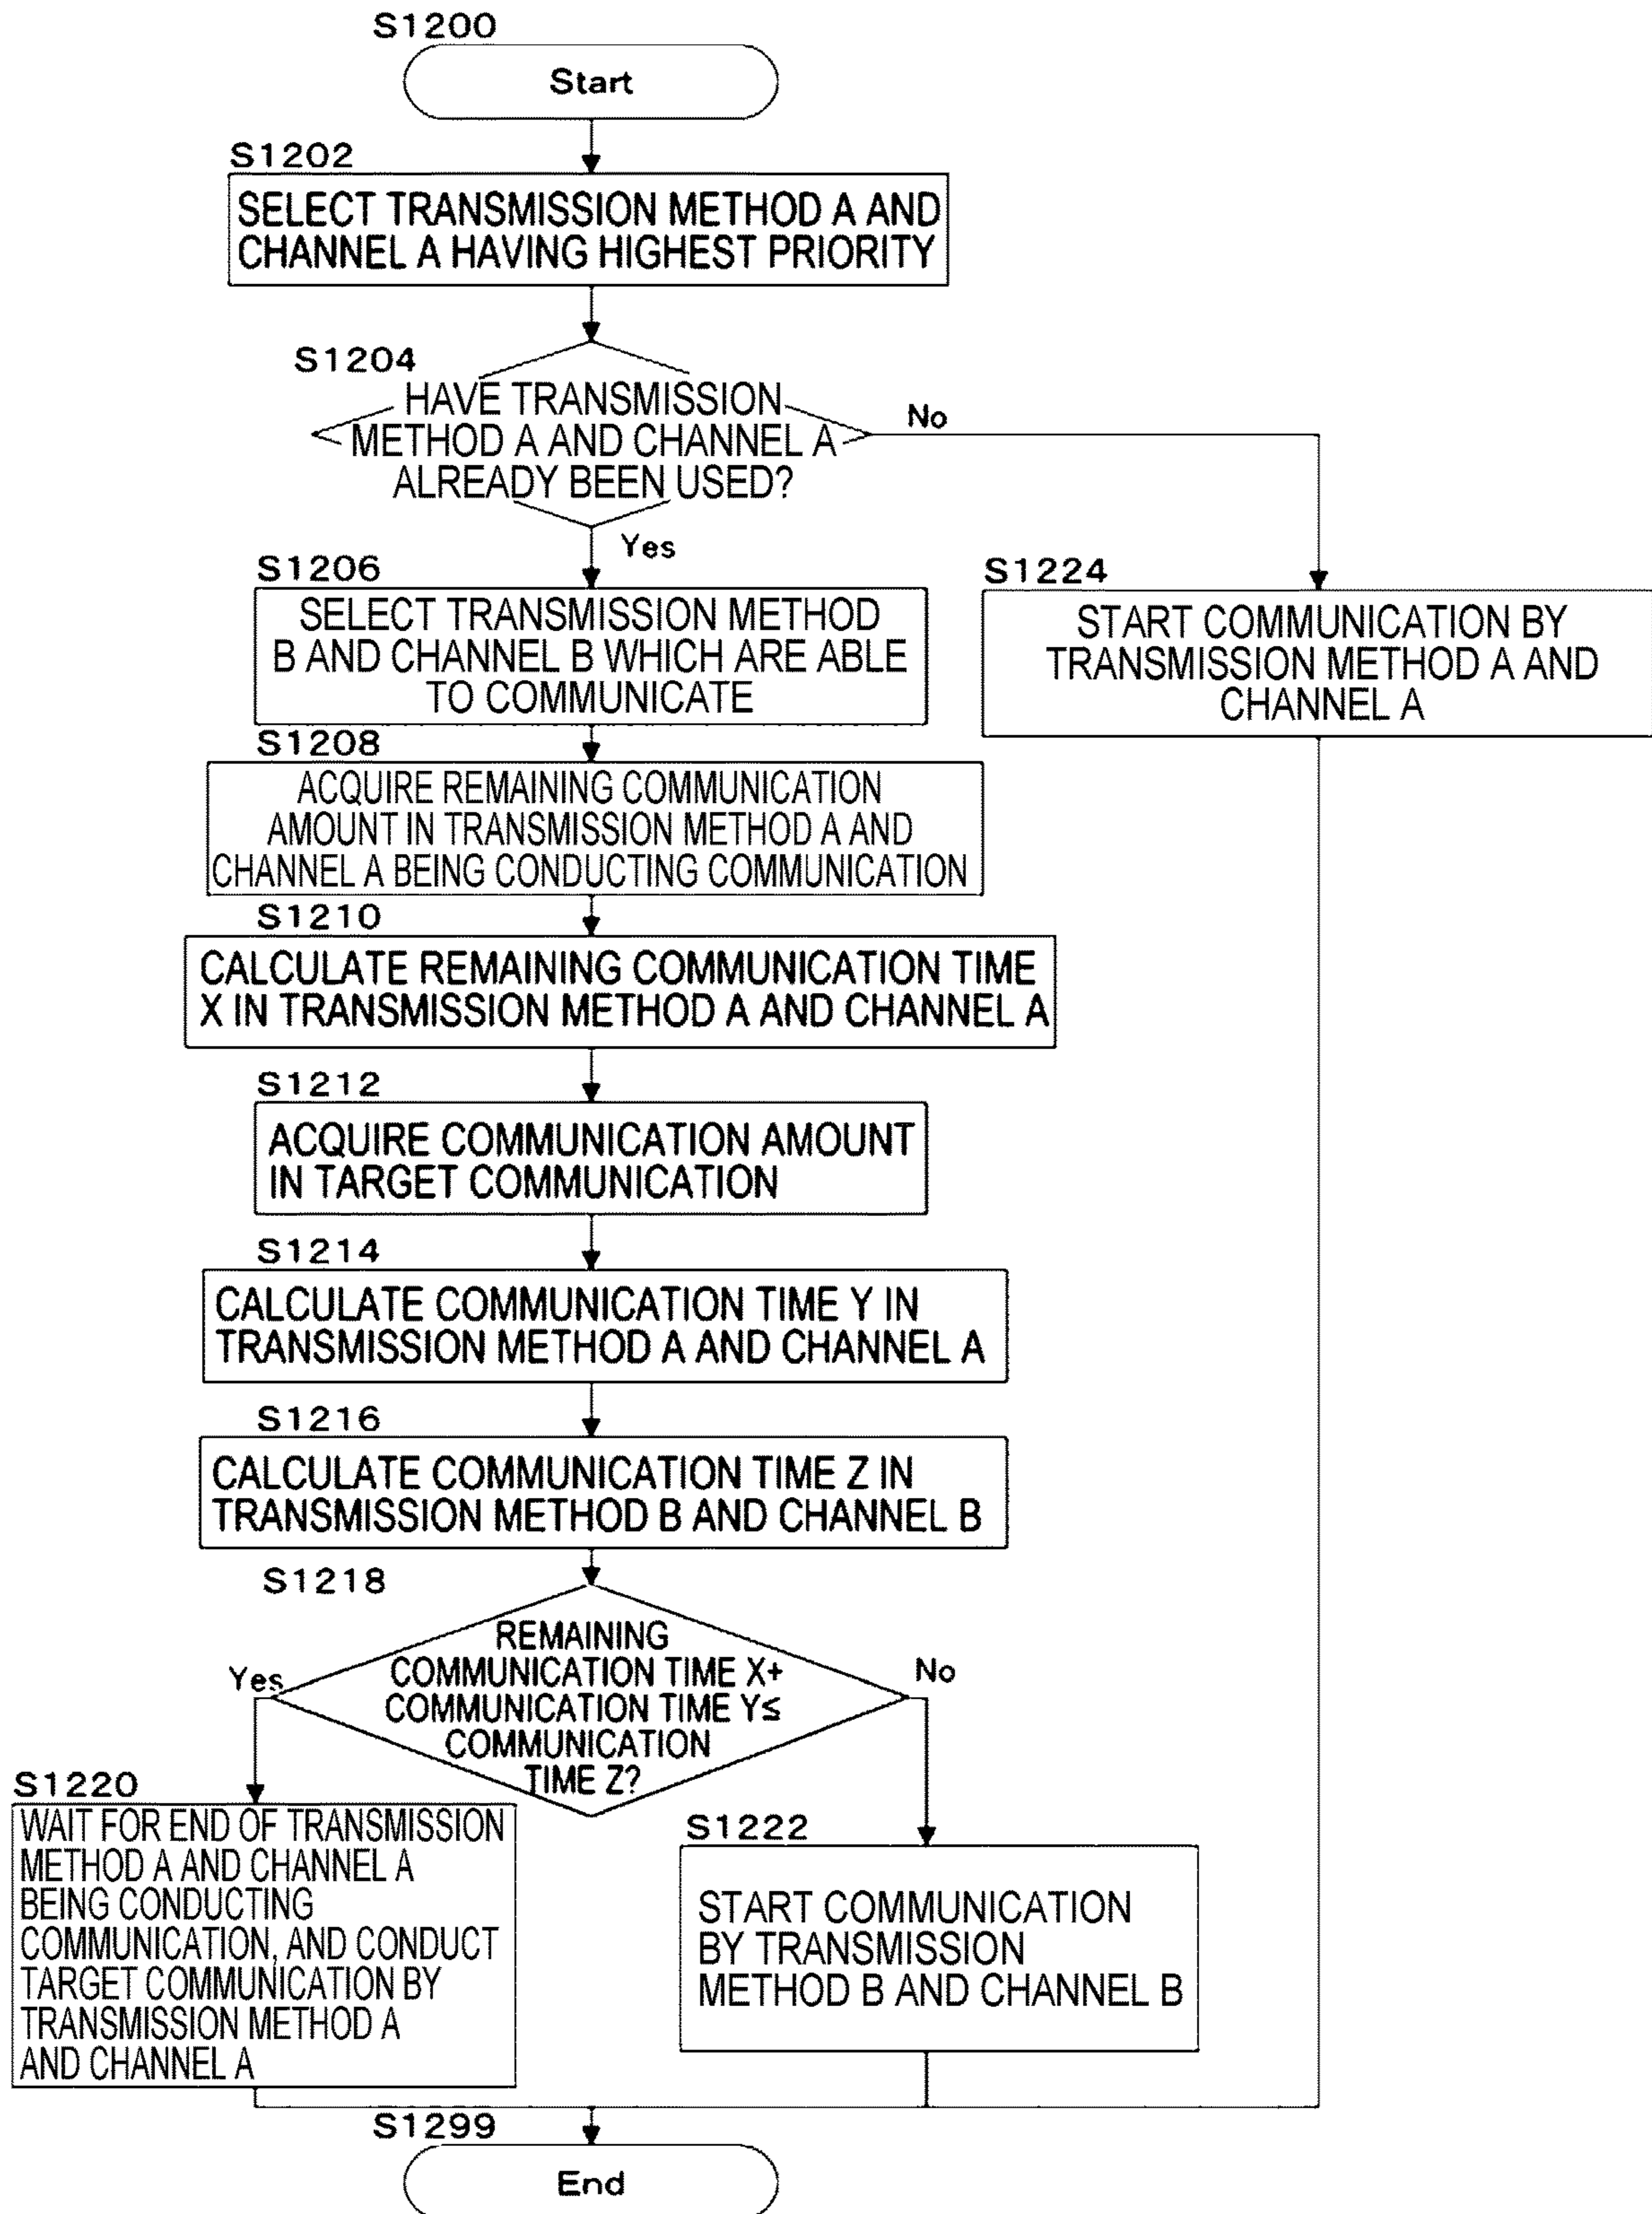 S1200
Start
S1202
SELECT TRANSMISSION METHOD A AND
CHANNEL A HAVING HIGHEST PRIORITY
S1204
HAVE TRANSMISSION
METHOD A AND CHANNEL A
ALREADY BEEN USED?
No
Yes
S1206
SELECT TRANSMISSION METHOD
B AND CHANNEL B WHICH ARE ABLE
TO COMMUNICATE
S1224
START COMMUNICATION BY
TRANSMISSION METHOD A AND
CHANNEL A
S1208
ACQUIRE REMAINING COMMUNICATION
AMOUNT IN TRANSMISSION METHOD A AND
CHANNEL A BEING CONDUCTING COMMUNICATION
S1210
CALCULATE REMAINING COMMUNICATION TIME
X IN TRANSMISSION METHOD A AND CHANNEL A
S1212
ACQUIRE COMMUNICATION AMOUNT
IN TARGET COMMUNICATION
S1214
CALCULATE COMMUNICATION TIME Y IN
TRANSMISSION METHOD A AND CHANNEL A
S1216
CALCULATE COMMUNICATION TIME Z IN
TRANSMISSION METHOD B AND CHANNEL B
S1218
REMAINING
COMMUNICATION TIME X+
COMMUNICATION TIME Y≤
COMMUNICATION
TIME Z?
Yes
No
S1220
WAIT FOR END OF TRANSMISSION
METHOD A AND CHANNEL A
BEING CONDUCTING
COMMUNICATION, AND CONDUCT
TARGET COMMUNICATION BY
TRANSMISSION METHOD A
AND CHANNEL A
S1222
START COMMUNICATION
BY TRANSMISSION
METHOD B AND CHANNEL B
S1299
End